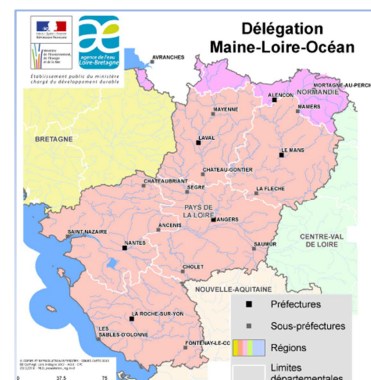 Délégation
Maine-Loire-Océan
agence de l'eau
Loire-Bretagne
Etablissement public du ministère
chargé du développement durable
AVRANCHES
MORTAGNE-AU-PERCH
ALENCON
NORMANDIE
MAYENNE
MAMERS
BRETAGNE
LAVAL
LE MANS
CHATEAU-GONTIER
CHATEAUBRIANT
SEGRE
LA FLECHE
PAYS DE
LA LOIRE
ANGERS
ANCENIS
SAINT-NAZAIRE
CENTRE-VAL
DE LOIRE
NANTES
SAUMUR
CHOLET
NOUVELLE-AQUITAINE
LA ROCHE-SUR-YON
LES
SABLES-D'OLONNE
FONTENAY-LE-CO
Préfectures
Sous-préfectures
Régions
Limites
départementales
0 37,5 75